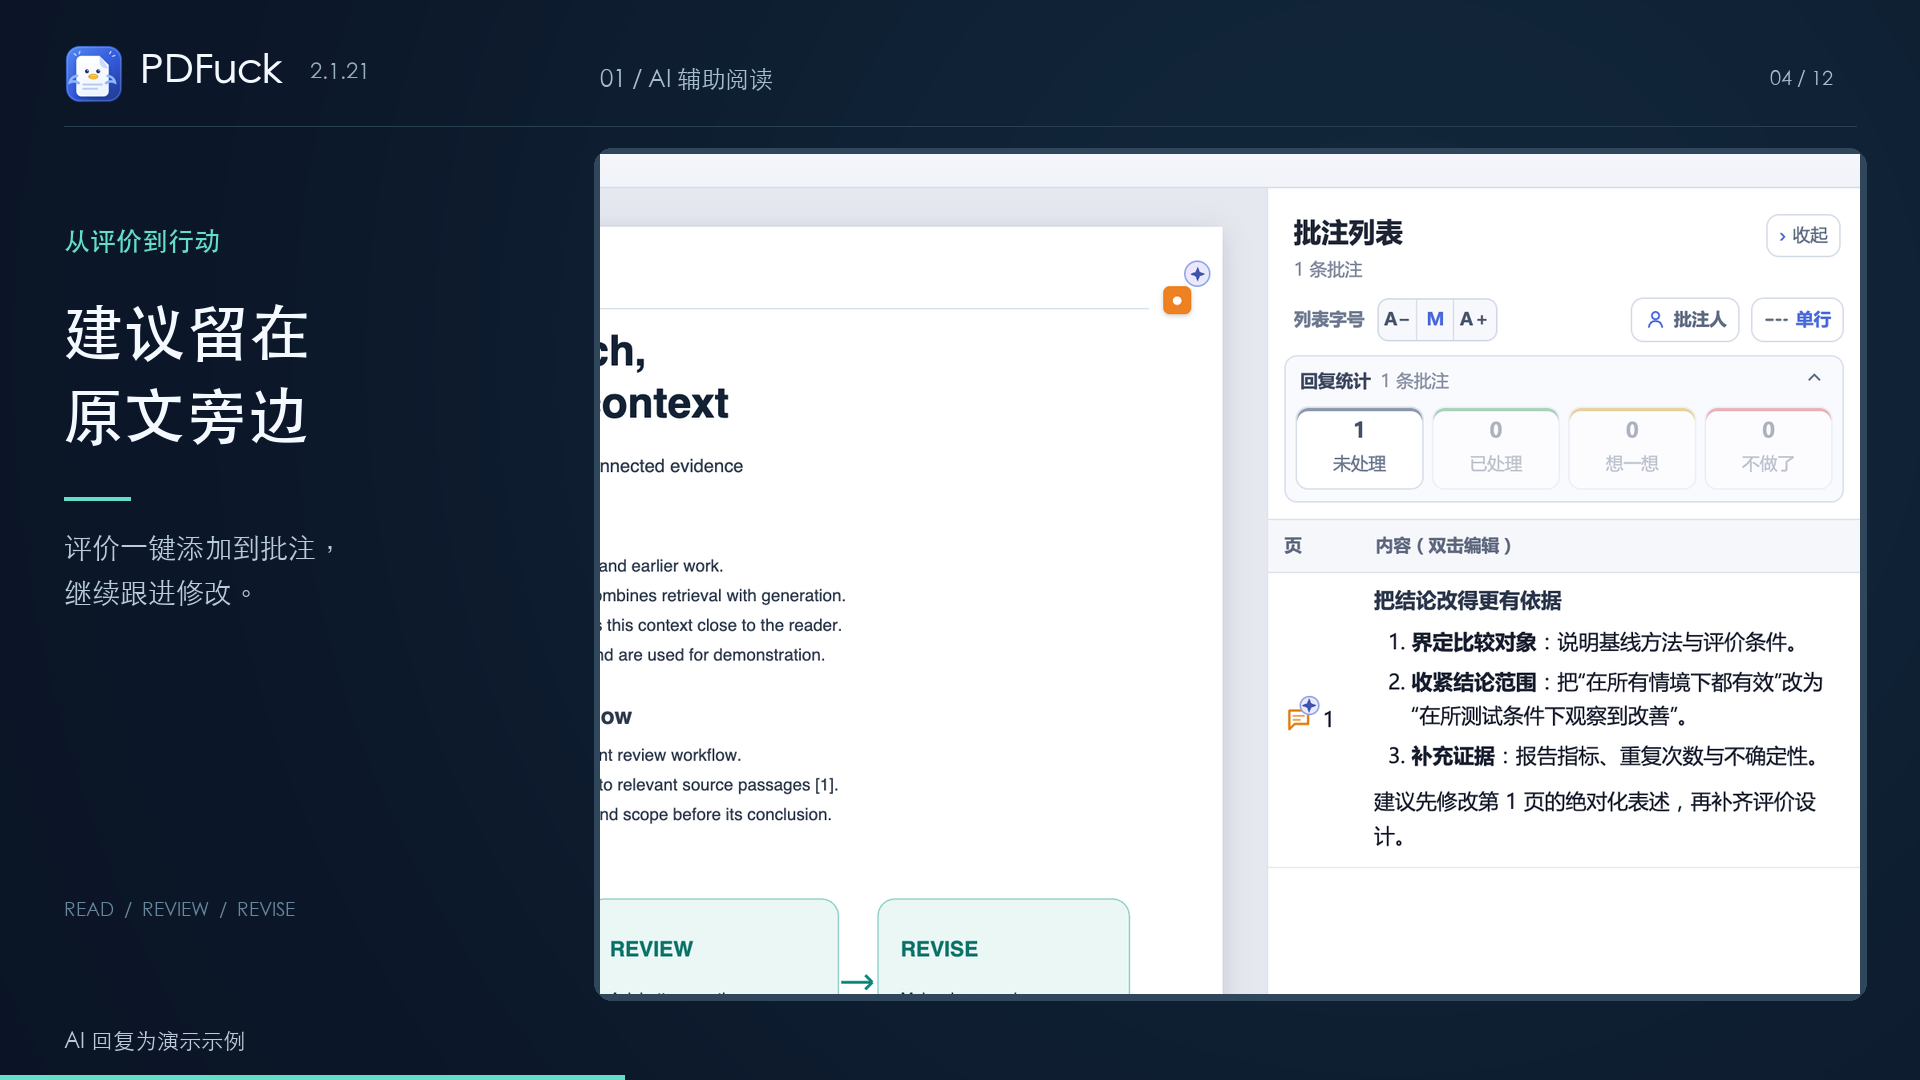 PDFuck 2.1.21
01 / AI 辅助阅读
04 / 12
从评价到行动
建议留在
原文旁边
评价一键添加到批注，
继续跟进修改。
READ / REVIEW / REVISE
AI 回复为演示示例
ch,
context
nnected evidence
and earlier work.
ombines retrieval with generation.
s this context close to the reader.
nd are used for demonstration.
ow
nt review workflow.
to relevant source passages [1].
nd scope before its conclusion.
REVIEW
REVISE
批注列表
› 收起
1 条批注
列表字号 A− M A+ 批注人 --- 单行
回复统计 1 条批注
1 0 0 0
未处理 已处理 想一想 不做了
页 内容 ( 双击编辑 )
把结论改得更有依据
1. 界定比较对象：说明基线方法与评价条件。
2. 收紧结论范围：把“在所有情境下都有效”改为
“在所测试条件下观察到改善”。
1
3. 补充证据：报告指标、重复次数与不确定性。
建议先修改第 1 页的绝对化表述，再补齐评价设
计。